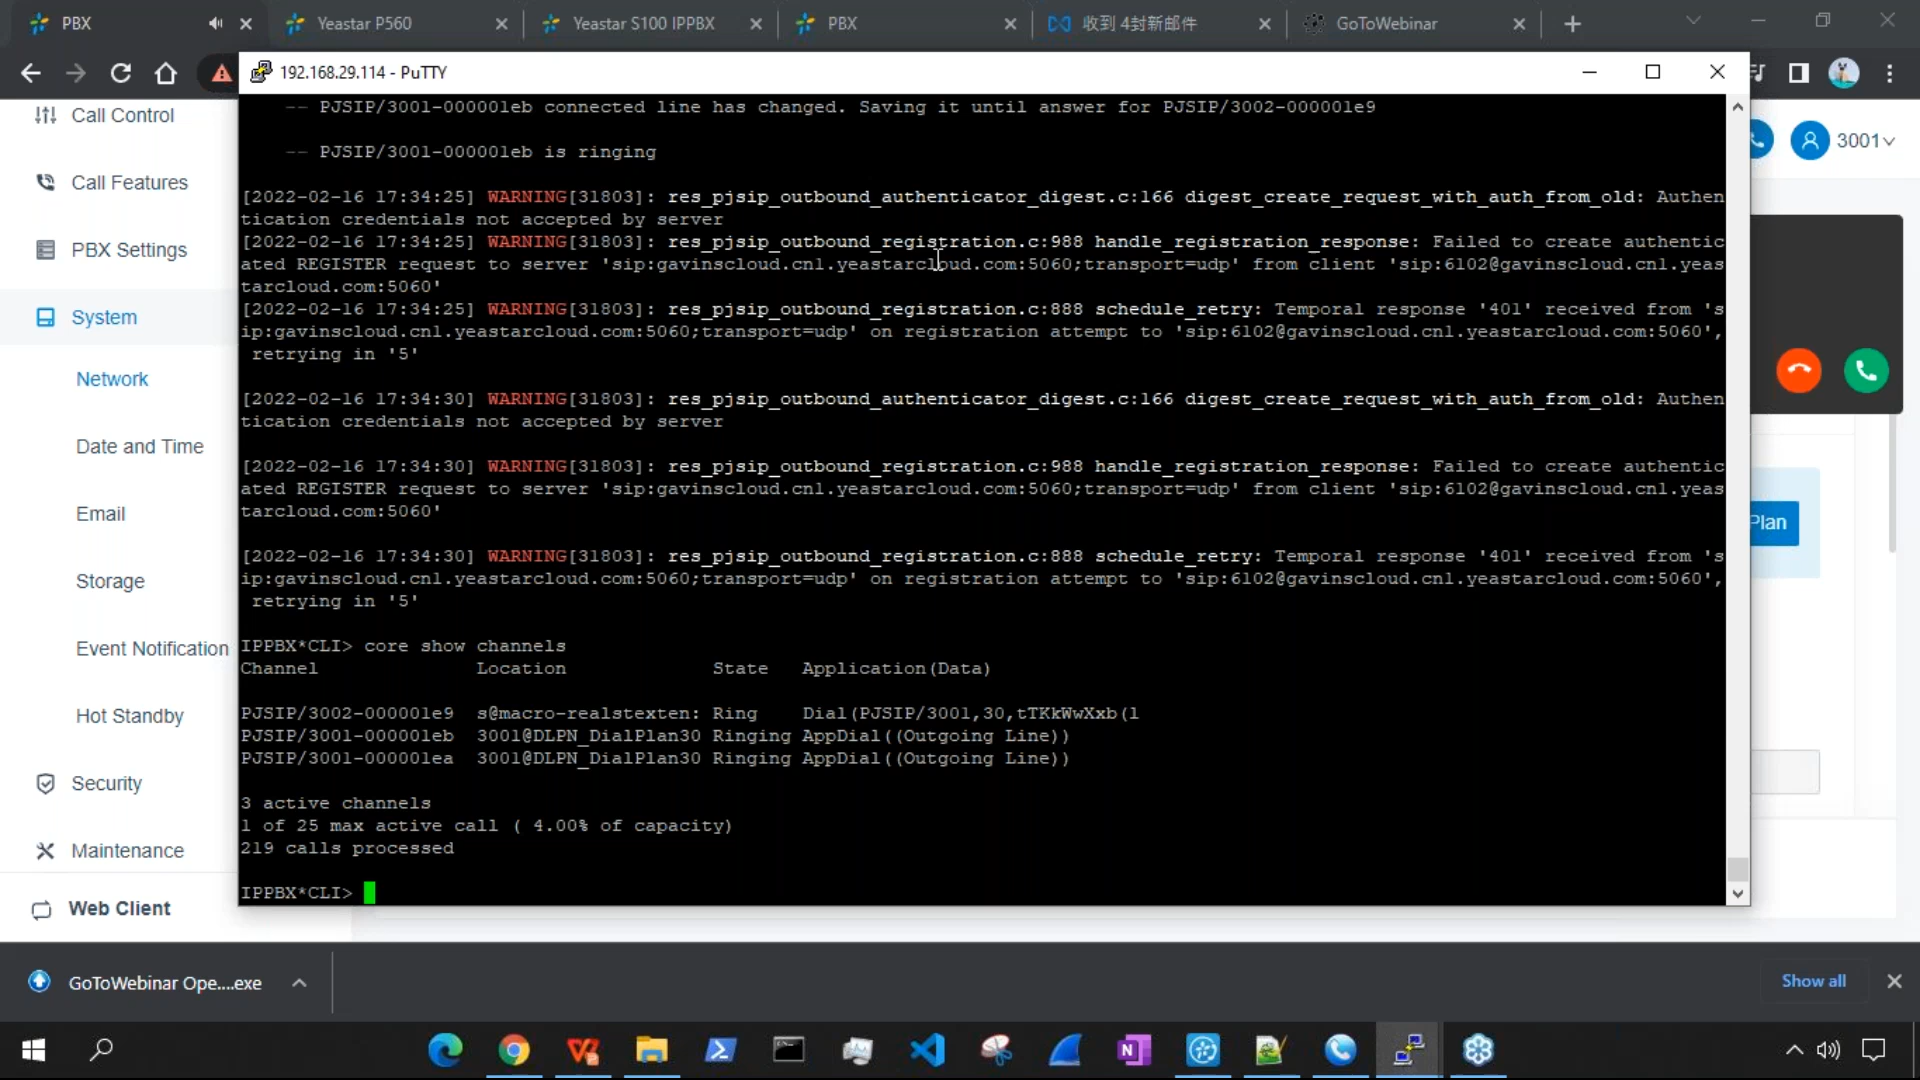 PBX
Yeastar P560
Yeastar S100 IPPBX
PBX
收到 4封新邮件
GoToWebinar
192.168.29.114 - PuTTY
Call Control
Call Features
PBX Settings
System
Network
Date and Time
Email
Storage
Event Notification
Hot Standby
Security
Maintenance
Web Client
-- PJSIP/3001-000001eb connected line has changed. Saving it until answer for PJSIP/3002-000001e9
-- PJSIP/3001-000001eb is ringing
[2022-02-16 17:34:25] WARNING[31803]: res_pjsip_outbound_authenticator_digest.c:166 digest_create_request_with_auth_from_old: Authen
tication credentials not accepted by server
[2022-02-16 17:34:25] WARNING[31803]: res_pjsip_outbound_registration.c:988 handle_registration_response: Failed to create authentic
ated REGISTER request to server 'sip:gavinscloud.cn1.yeastarcloud.com:5060;transport=udp' from client 'sip:6102@gavinscloud.cn1.yeas
tarcloud.com:5060'
[2022-02-16 17:34:25] WARNING[31803]: res_pjsip_outbound_registration.c:888 schedule_retry: Temporal response '401' received from 's
ip:gavinscloud.cn1.yeastarcloud.com:5060;transport=udp' on registration attempt to 'sip:6102@gavinscloud.cn1.yeastarcloud.com:5060',
retrying in '5'
[2022-02-16 17:34:30] WARNING[31803]: res_pjsip_outbound_authenticator_digest.c:166 digest_create_request_with_auth_from_old: Authen
tication credentials not accepted by server
[2022-02-16 17:34:30] WARNING[31803]: res_pjsip_outbound_registration.c:988 handle_registration_response: Failed to create authentic
ated REGISTER request to server 'sip:gavinscloud.cn1.yeastarcloud.com:5060;transport=udp' from client 'sip:6102@gavinscloud.cn1.yeas
tarcloud.com:5060'
[2022-02-16 17:34:30] WARNING[31803]: res_pjsip_outbound_registration.c:888 schedule_retry: Temporal response '401' received from 's
ip:gavinscloud.cn1.yeastarcloud.com:5060;transport=udp' on registration attempt to 'sip:6102@gavinscloud.cn1.yeastarcloud.com:5060',
retrying in '5'
IPPBX*CLI> core show channels
Channel Location State Application(Data)
PJSIP/3002-000001e9 s@macro-realstexten: Ring Dial(PJSIP/3001,30,tTKkWwXxb(l
PJSIP/3001-000001eb 3001@DLPN_DialPlan30 Ringing AppDial((Outgoing Line))
PJSIP/3001-000001ea 3001@DLPN_DialPlan30 Ringing AppDial((Outgoing Line))
3 active channels
1 of 25 max active call ( 4.00% of capacity)
219 calls processed
IPPBX*CLI>
3001
Plan
GoToWebinar Ope....exe
Show all